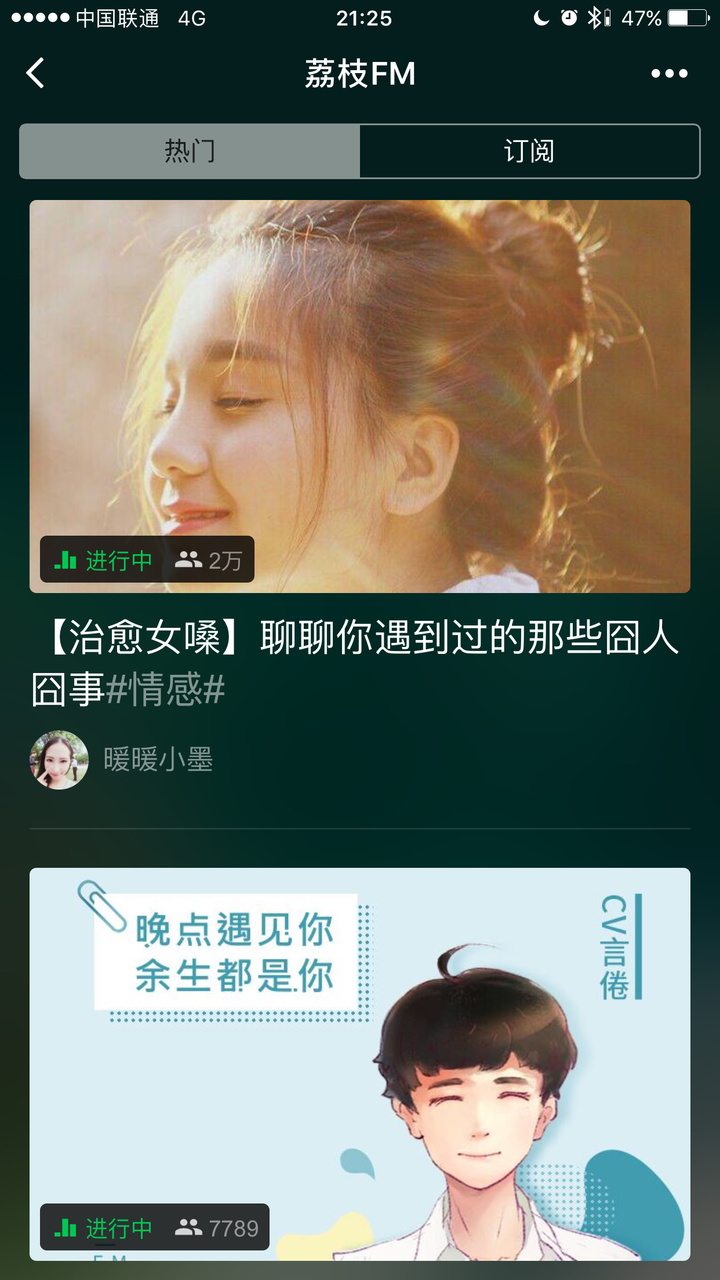 中国联通 4G 21:25 47%
荔枝FM
热门 订阅
进行中 2万
【治愈女嗓】聊聊你遇到过的那些囧人
囧事#情感#
暖暖小墨
晚点遇见你
余生都是你
CV言倦
进行中 7789
FM